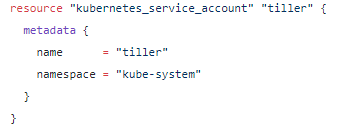 resource "kubernetes_service_account" "tiller" {
  metadata {
    name      = "tiller"
    namespace = "kube-system"
  }
}